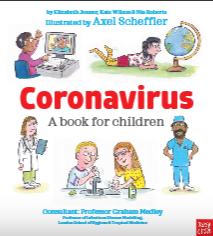 by Elizabeth Jenner, Kate Wilson & Nia Roberts
Illustrated by Axel Scheffler
Coronavirus
A book for children
Consultant: Professor Graham Medley
Professor of Infectious Disease Modelling,
London School of Hygiene & Tropical Medicine
nosy
crow